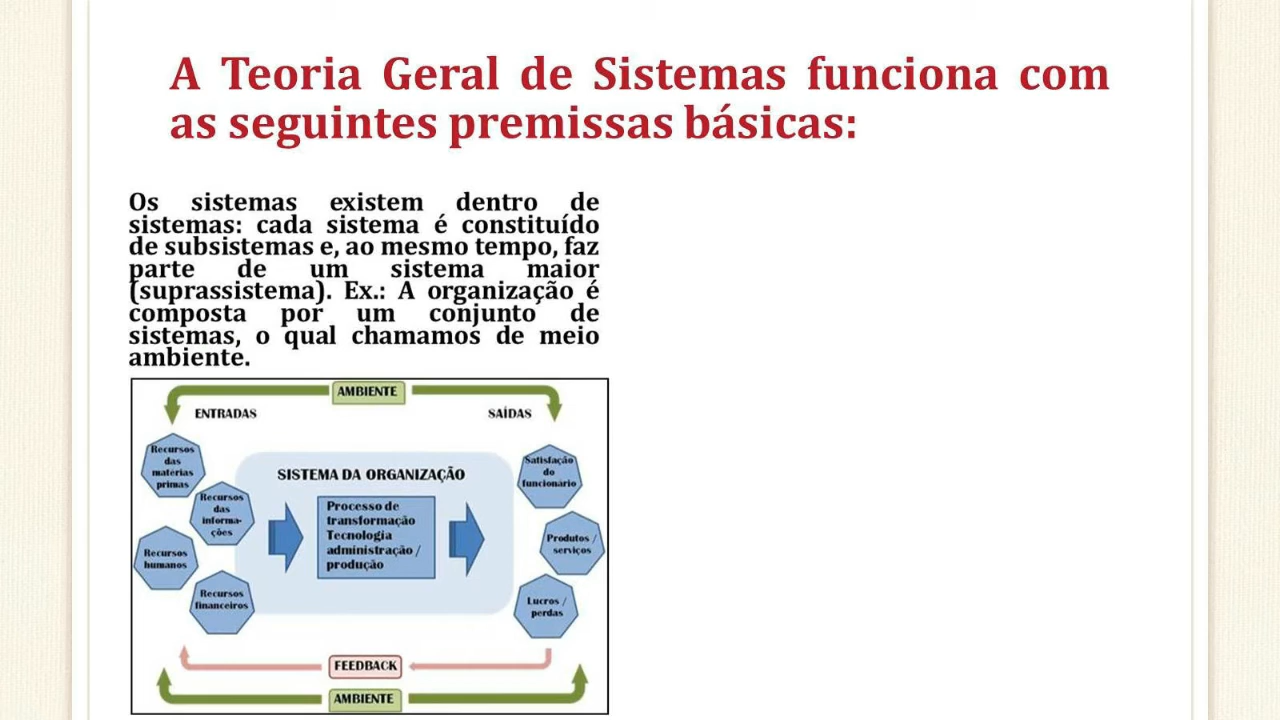 A Teoria Geral de Sistemas funciona com
as seguintes premissas básicas:
Os sistemas existem dentro de
sistemas: cada sistema é constituído
de subsistemas e, ao mesmo tempo, faz
parte de um sistema maior
(suprassistema). Ex.: A organização é
composta por um conjunto de
sistemas, o qual chamamos de meio
ambiente.
AMBIENTE
ENTRADAS
SAÍDAS
Recursos
das
matérias
primas
Recursos
das
informa-
ções
Recursos
humanos
Recursos
financeiros
SISTEMA DA ORGANIZAÇÃO
Processo de
transformação
Tecnologia
administração /
produção
Satisfação
do
funcionário
Produtos /
serviços
Lucros /
perdas
FEEDBACK
AMBIENTE